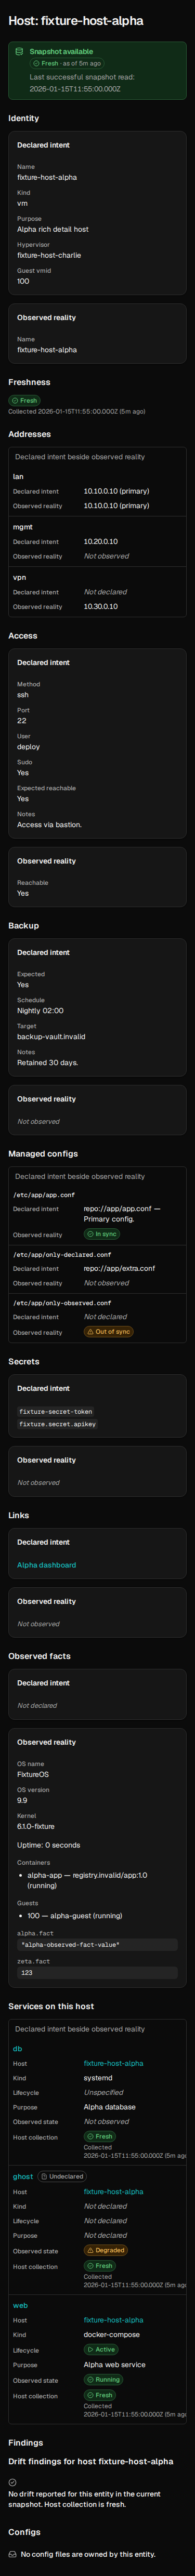 Host: fixture-host-alpha
Snapshot available
Fresh · as of 5m ago
Last successful snapshot read:
2026-01-15T11:55:00.000Z
Identity
Declared intent
Name
fixture-host-alpha
Kind
vm
Purpose
Alpha rich detail host
Hypervisor
fixture-host-charlie
Guest vmid
100
Observed reality
Name
fixture-host-alpha
Freshness
Fresh
Collected 2026-01-15T11:55:00.000Z (5m ago)
Addresses
Declared intent beside observed reality
lan
Declared intent 10.10.0.10 (primary)
Observed reality 10.10.0.10 (primary)
mgmt
Declared intent 10.20.0.10
Observed reality Not observed
vpn
Declared intent Not declared
Observed reality 10.30.0.10
Access
Declared intent
Method
ssh
Port
22
User
deploy
Sudo
Yes
Expected reachable
Yes
Notes
Access via bastion.
Observed reality
Reachable
Yes
Backup
Declared intent
Expected
Yes
Schedule
Nightly 02:00
Target
backup-vault.invalid
Notes
Retained 30 days.
Observed reality
Not observed
Managed configs
Declared intent beside observed reality
/etc/app/app.conf
Declared intent repo://app/app.conf —
Primary config.
Observed reality In sync
/etc/app/only-declared.conf
Declared intent repo://app/extra.conf
Observed reality Not observed
/etc/app/only-observed.conf
Declared intent Not declared
Observed reality Out of sync
Secrets
Declared intent
fixture-secret-token
fixture.secret.apikey
Observed reality
Not observed
Links
Declared intent
Alpha dashboard
Observed reality
Not observed
Observed facts
Declared intent
Not declared
Observed reality
OS name
FixtureOS
OS version
9.9
Kernel
6.1.0-fixture
Uptime: 0 seconds
Containers
• alpha-app — registry.invalid/app:1.0
(running)
Guests
• 100 — alpha-guest (running)
alpha.fact
"alpha-observed-fact-value"
zeta.fact
123
Services on this host
Declared intent beside observed reality
db
Host fixture-host-alpha
Kind systemd
Lifecycle Unspecified
Purpose Alpha database
Observed state Not observed
Host collection Fresh
Collected
2026-01-15T11:55:00.000Z (5m ago
ghost Undeclared
Host fixture-host-alpha
Kind Not declared
Lifecycle Not declared
Purpose Not declared
Observed state Degraded
Host collection Fresh
Collected
2026-01-15T11:55:00.000Z (5m ago
web
Host fixture-host-alpha
Kind docker-compose
Lifecycle Active
Purpose Alpha web service
Observed state Running
Host collection Fresh
Collected
2026-01-15T11:55:00.000Z (5m ago
Findings
Drift findings for host fixture-host-alpha
No drift reported for this entity in the current
snapshot. Host collection is fresh.
Configs
No config files are owned by this entity.